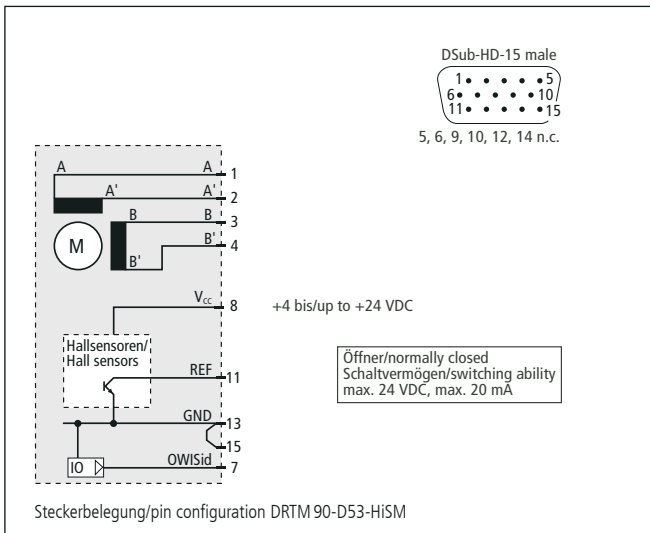 DSub-HD-15 male
1 5
6 10
11 15
5, 6, 9, 10, 12, 14 n.c.
A A 1
A' A' 2
B B 3
M B' 4
B'
Vcc 8 +4 bis/up to +24 VDC
Hallsensoren/
Hall sensors
REF 11
Öffner/normally closed
Schaltvermögen/switching ability
max. 24 VDC, max. 20 mA
GND 13
15
IO OWISid 7
Steckerbelegung/pin configuration DRTM 90-D53-HiSM